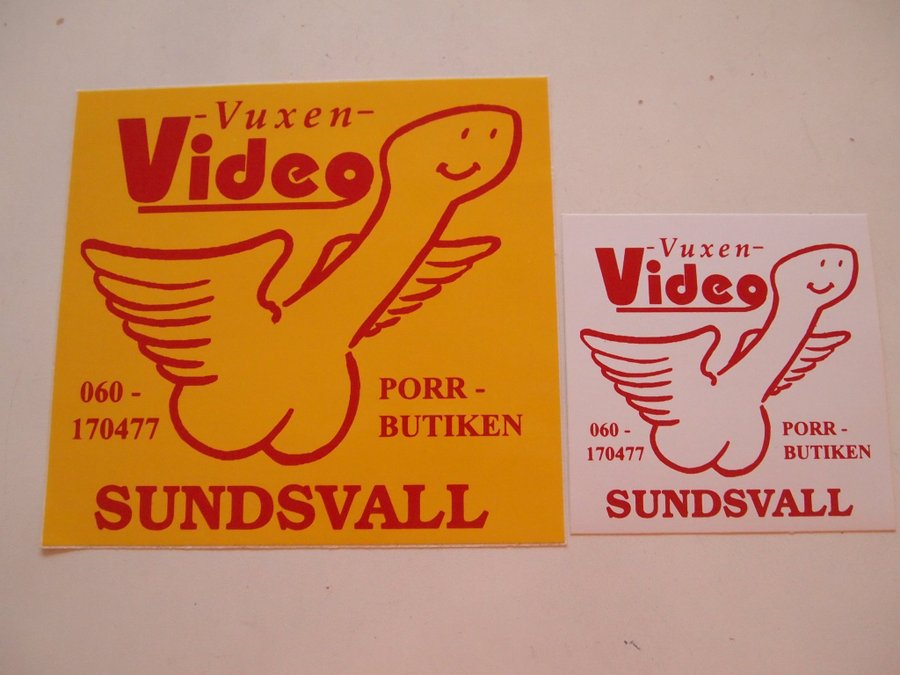 -Vuxen-
Video
060 -
170477
PORR -
BUTIKEN
SUNDSVALL
-Vuxen-
Video
060 -
170477
PORR -
BUTIKEN
SUNDSVALL